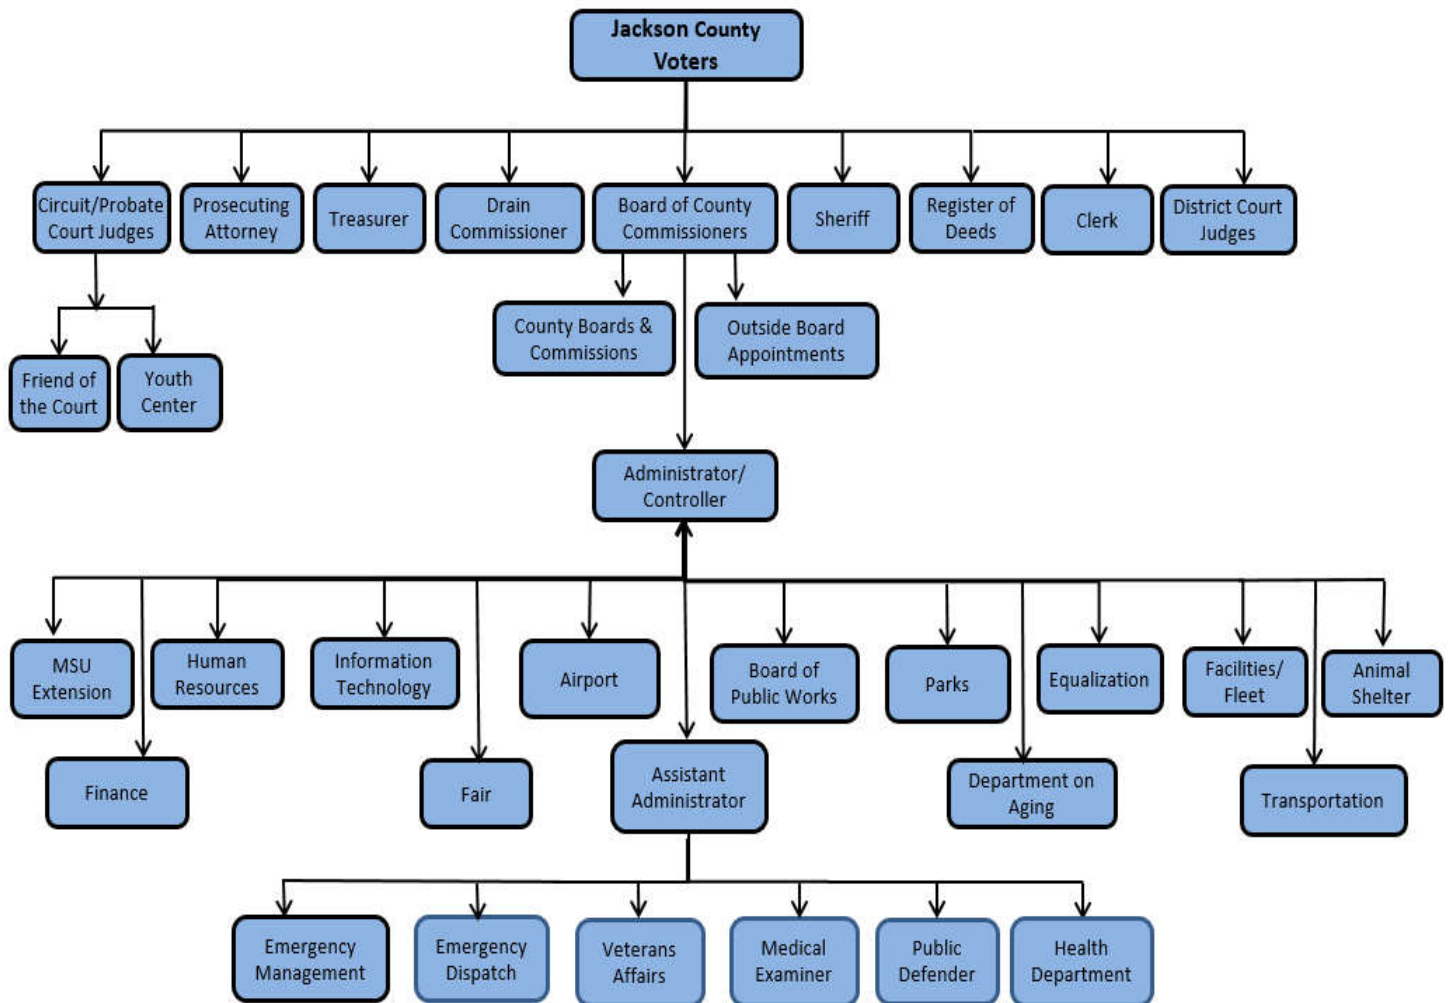 Jackson County
Voters
Circuit/Probate
Court Judges
Prosecuting
Attorney
Treasurer
Drain
Commissioner
Board of County
Commissioners
Sheriff
Register of
Deeds
Clerk
District Court
Judges
County Boards &
Commissions
Outside Board
Appointments
Friend of
the Court
Youth
Center
Administrator/
Controller
MSU
Extension
Human
Resources
Information
Technology
Airport
Board of
Public Works
Parks
Equalization
Facilities/
Fleet
Animal
Shelter
Finance
Fair
Assistant
Administrator
Department on
Aging
Transportation
Emergency
Management
Emergency
Dispatch
Veterans
Affairs
Medical
Examiner
Public
Defender
Health
Department